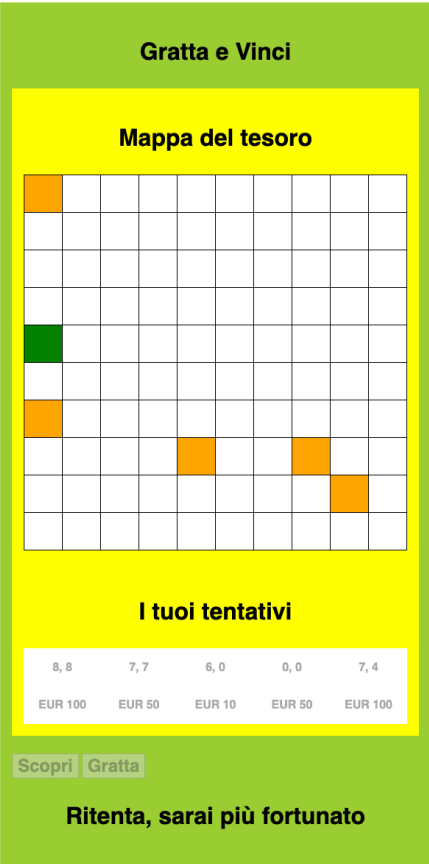 Gratta e Vinci
Mappa del tesoro
I tuoi tentativi
8, 8 7, 7 6, 0 0, 0 7, 4
EUR 100 EUR 50 EUR 10 EUR 50 EUR 100
Scopri Gratta
Ritenta, sarai più fortunato